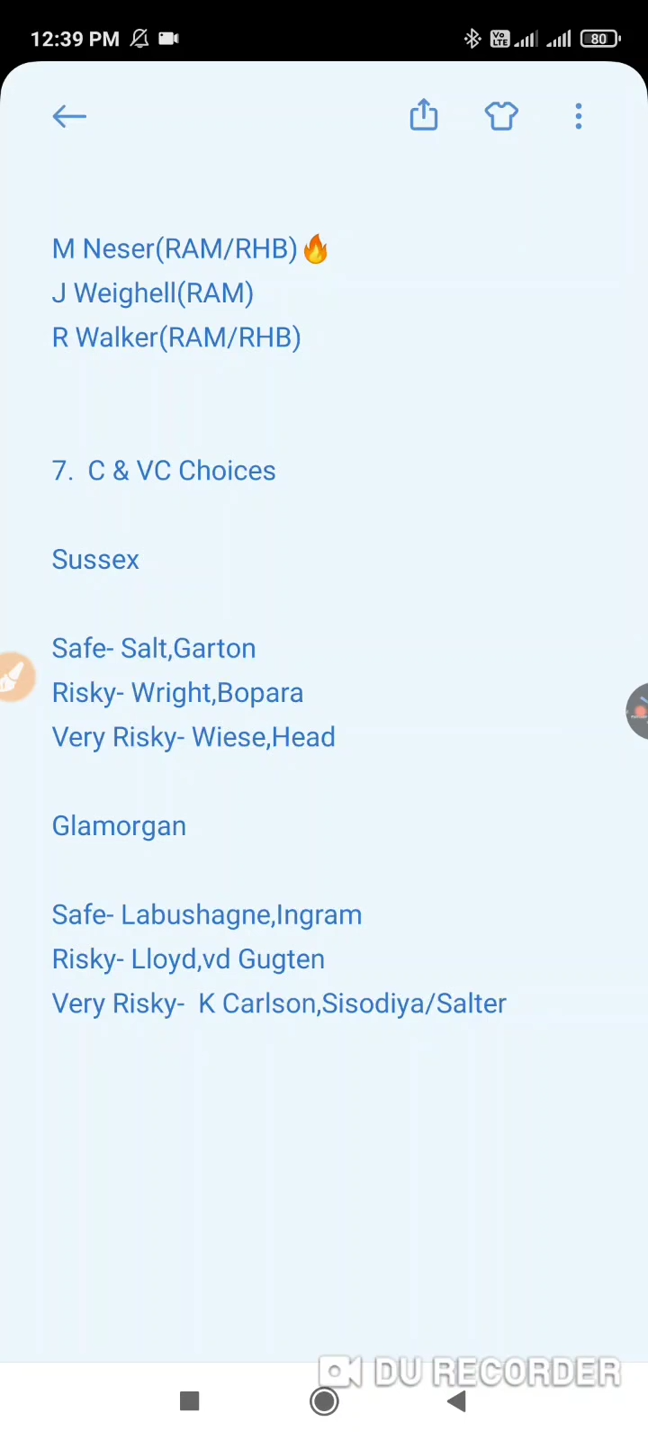 12:39 PM
Vo LTE
80
M Neser(RAM/RHB)🔥
J Weighell(RAM)
R Walker(RAM/RHB)
7.  C & VC Choices
Sussex
Safe- Salt,Garton
Risky- Wright,Bopara
Very Risky- Wiese,Head
Glamorgan
Safe- Labushagne,Ingram
Risky- Lloyd,vd Gugten
Very Risky-  K Carlson,Sisodiya/Salter
DU RECORDER